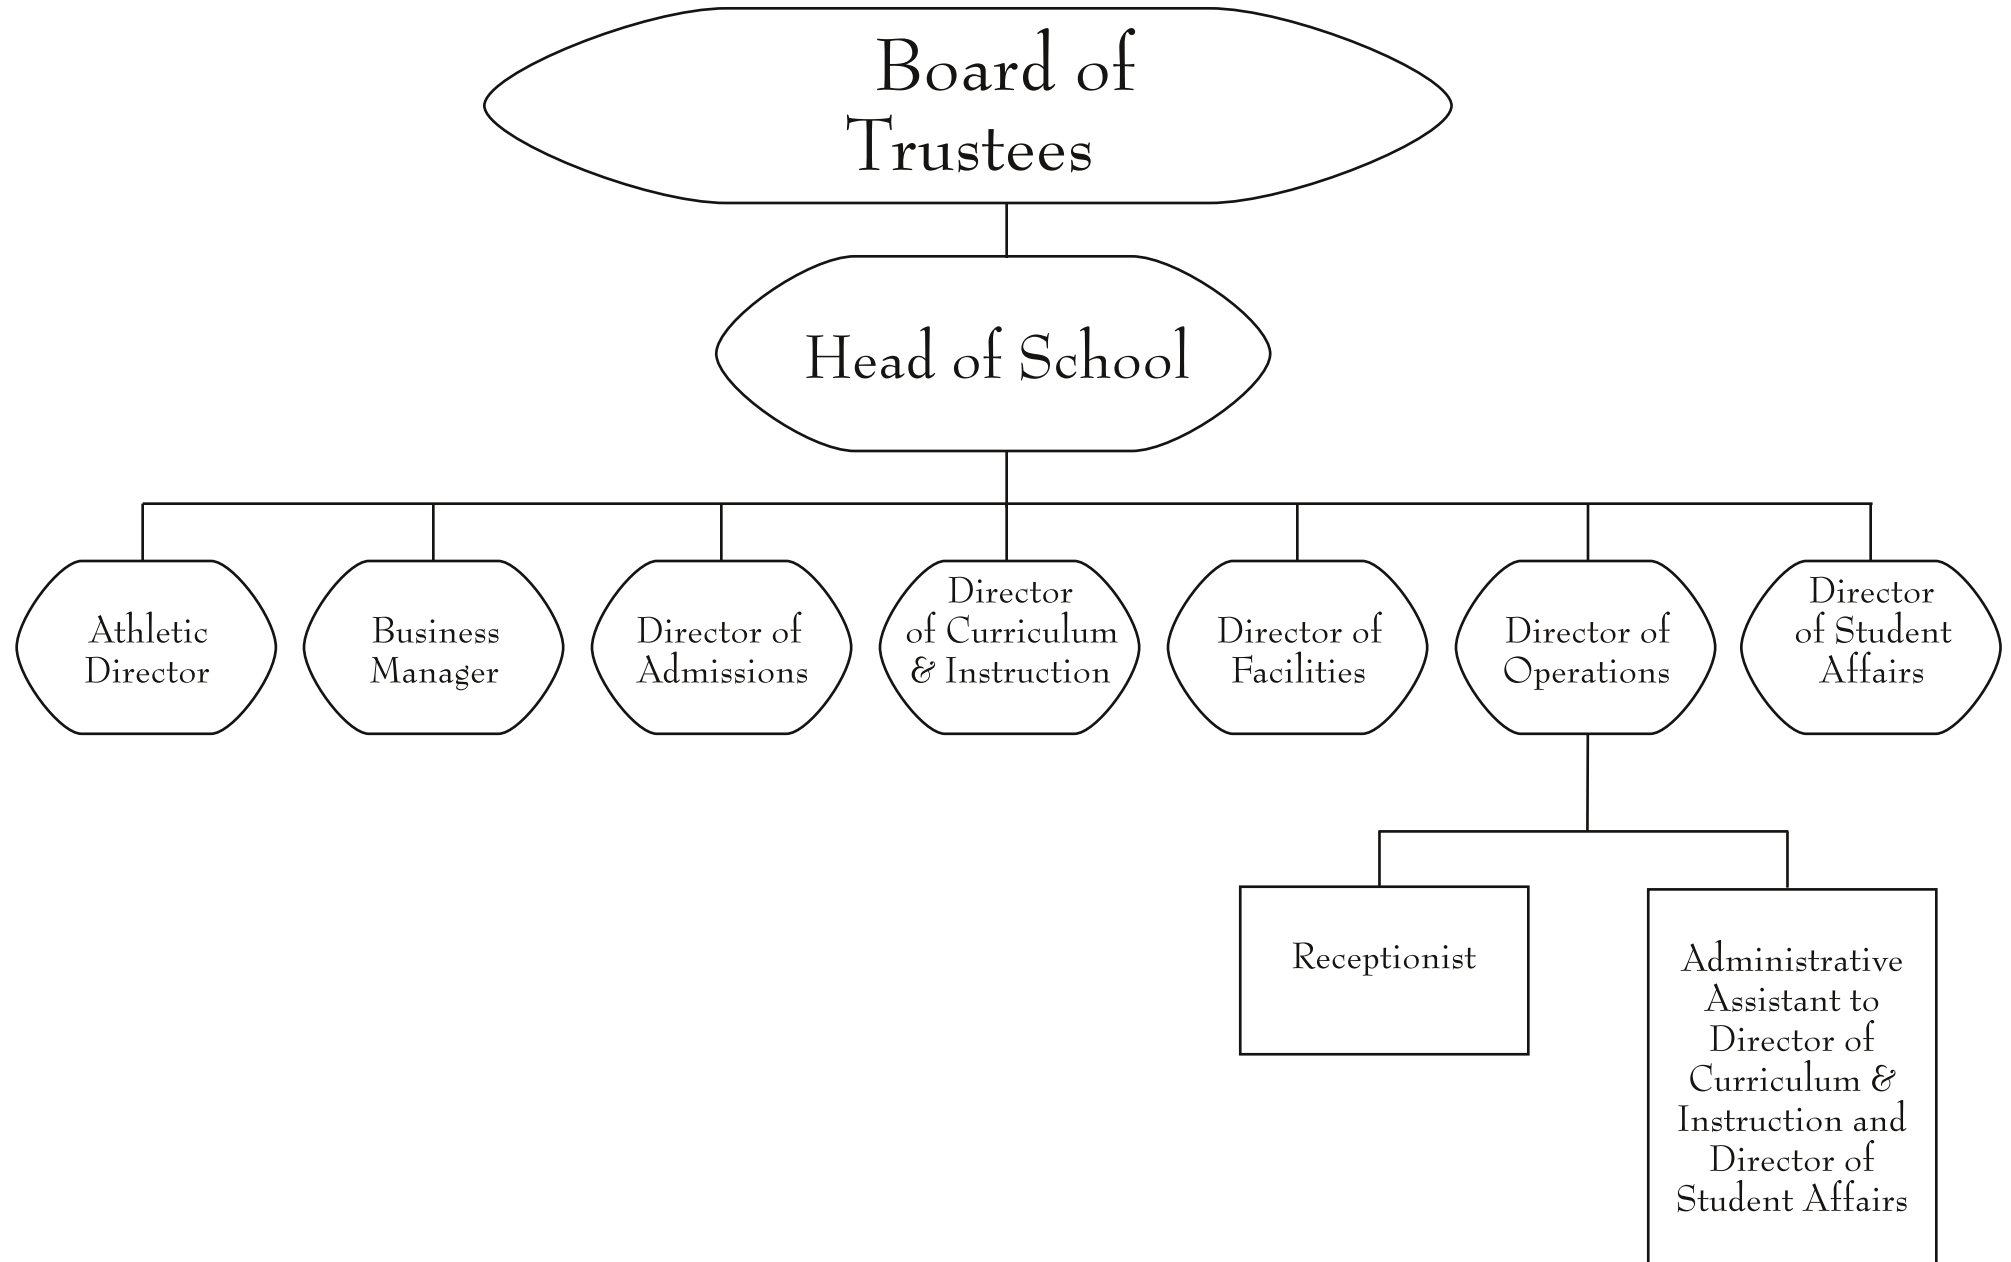 Board of
Trustees
Head of School
Athletic
Director
Business
Manager
Director of
Admissions
Director
of Curriculum
& Instruction
Director of
Facilities
Director of
Operations
Director
of Student
Affairs
Receptionist
Administrative
Assistant to
Director of
Curriculum &
Instruction and
Director of
Student Affairs